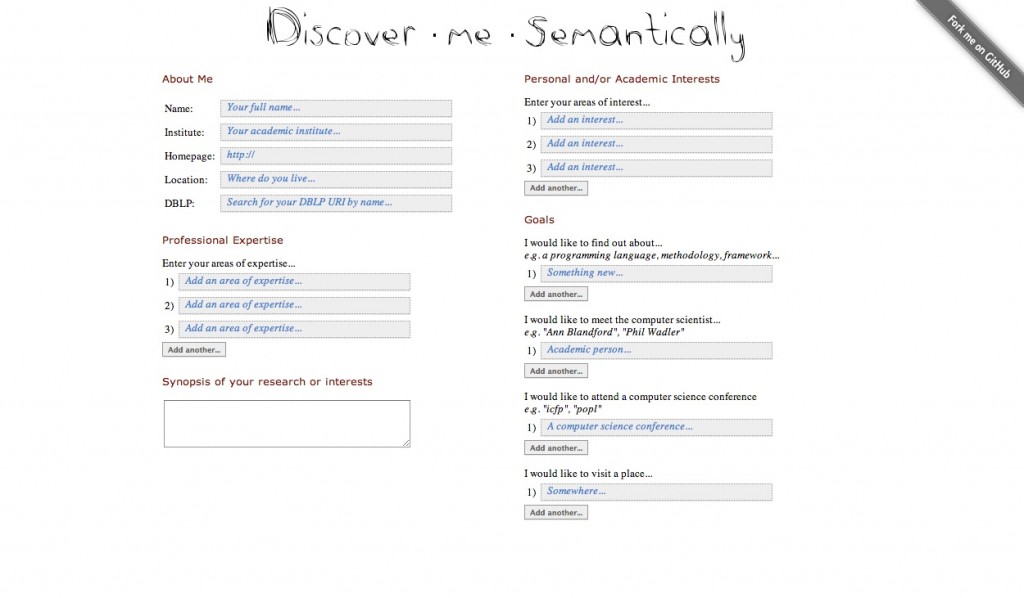 Discover · me · Semantically
Fork me on GitHub
About Me
Name: Your full name...
Institute: Your academic institute...
Homepage: http://
Location: Where do you live...
DBLP: Search for your DBLP URI by name...
Professional Expertise
Enter your areas of expertise...
1) Add an area of expertise...
2) Add an area of expertise...
3) Add an area of expertise...
Add another...
Synopsis of your research or interests
Personal and/or Academic Interests
Enter your areas of interest...
1) Add an interest...
2) Add an interest...
3) Add an interest...
Add another...
Goals
I would like to find out about...
e.g. a programming language, methodology, framework...
1) Something new...
Add another...
I would like to meet the computer scientist...
e.g. "Ann Blandford", "Phil Wadler"
1) Academic person...
Add another...
I would like to attend a computer science conference
e.g. "icfp", "popl"
1) A computer science conference...
Add another...
I would like to visit a place...
1) Somewhere...
Add another...